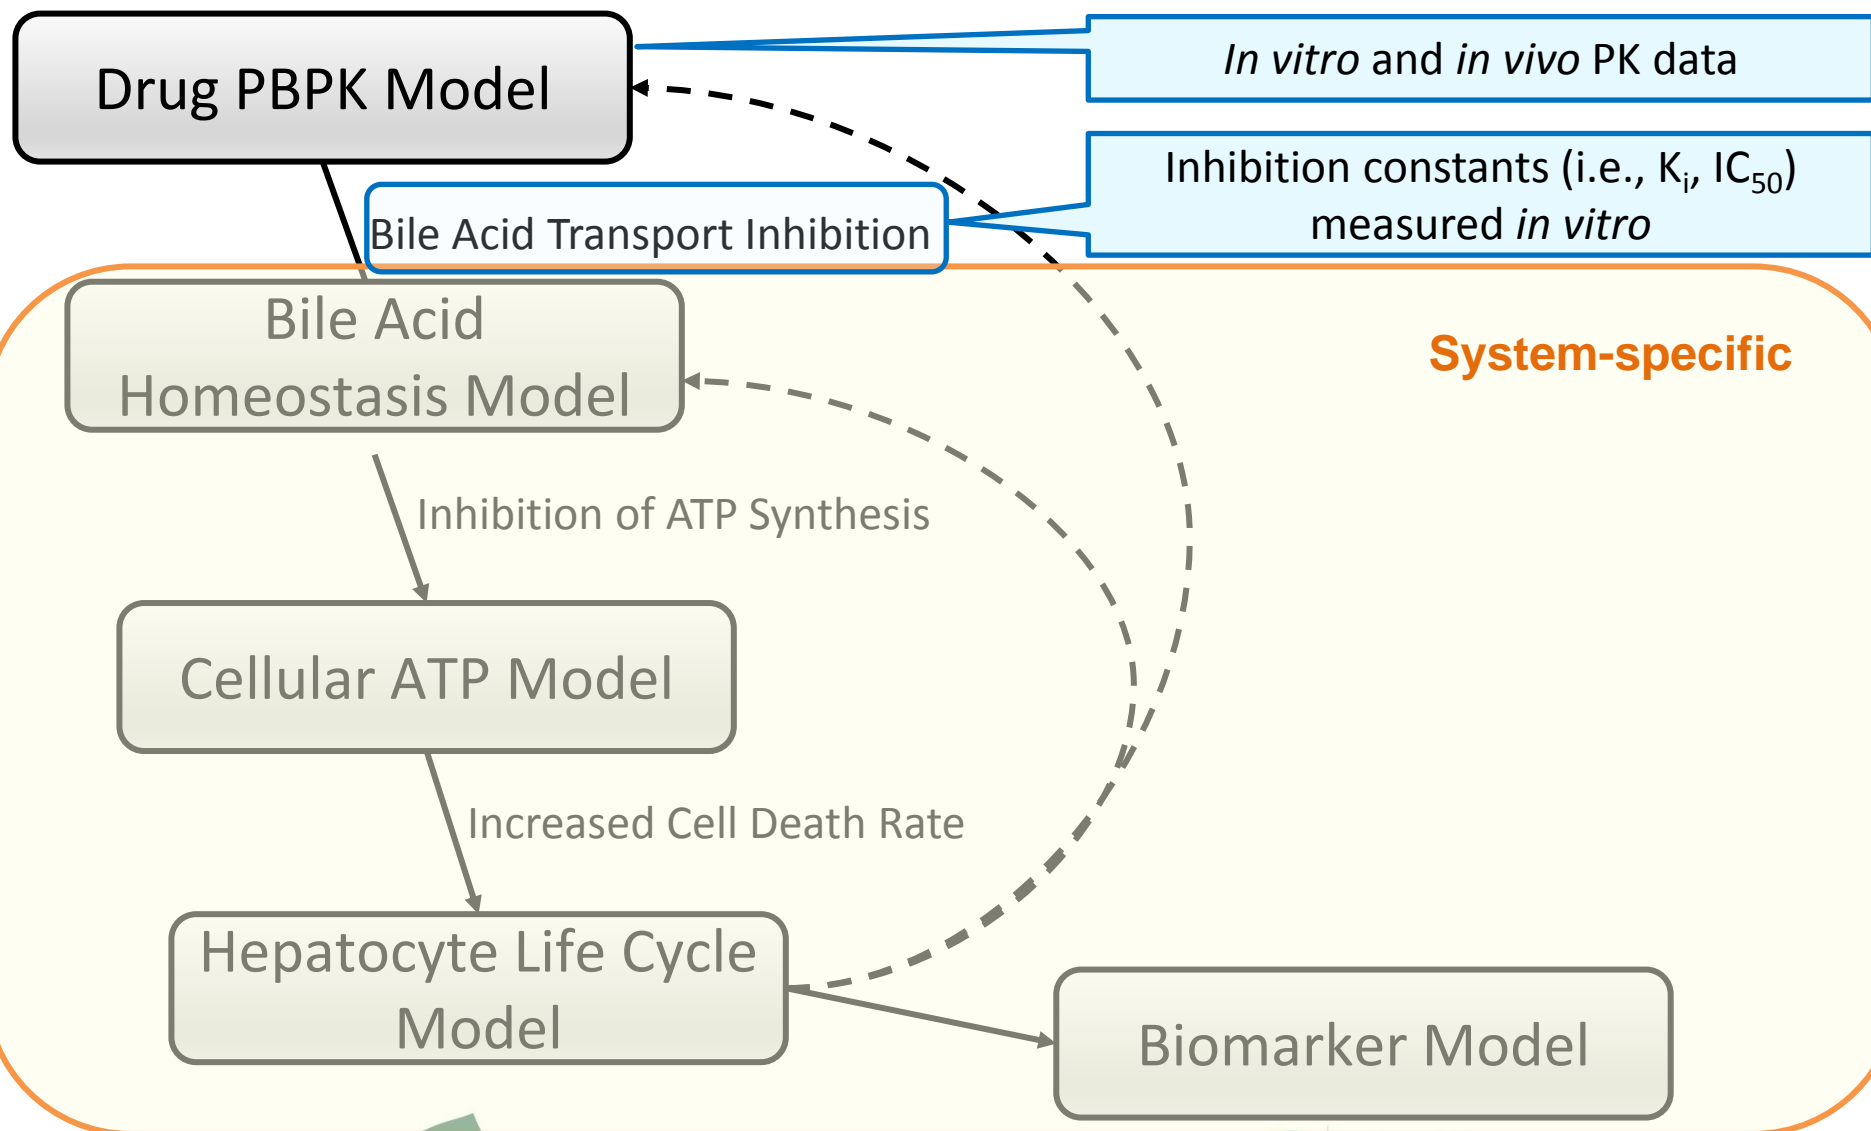 Drug PBPK Model
In vitro and in vivo PK data
Inhibition constants (i.e., Ki, IC50)
measured in vitro
Bile Acid Transport Inhibition
Bile Acid
Homeostasis Model
System-specific
Inhibition of ATP Synthesis
Cellular ATP Model
Increased Cell Death Rate
Hepatocyte Life Cycle
Model
Biomarker Model